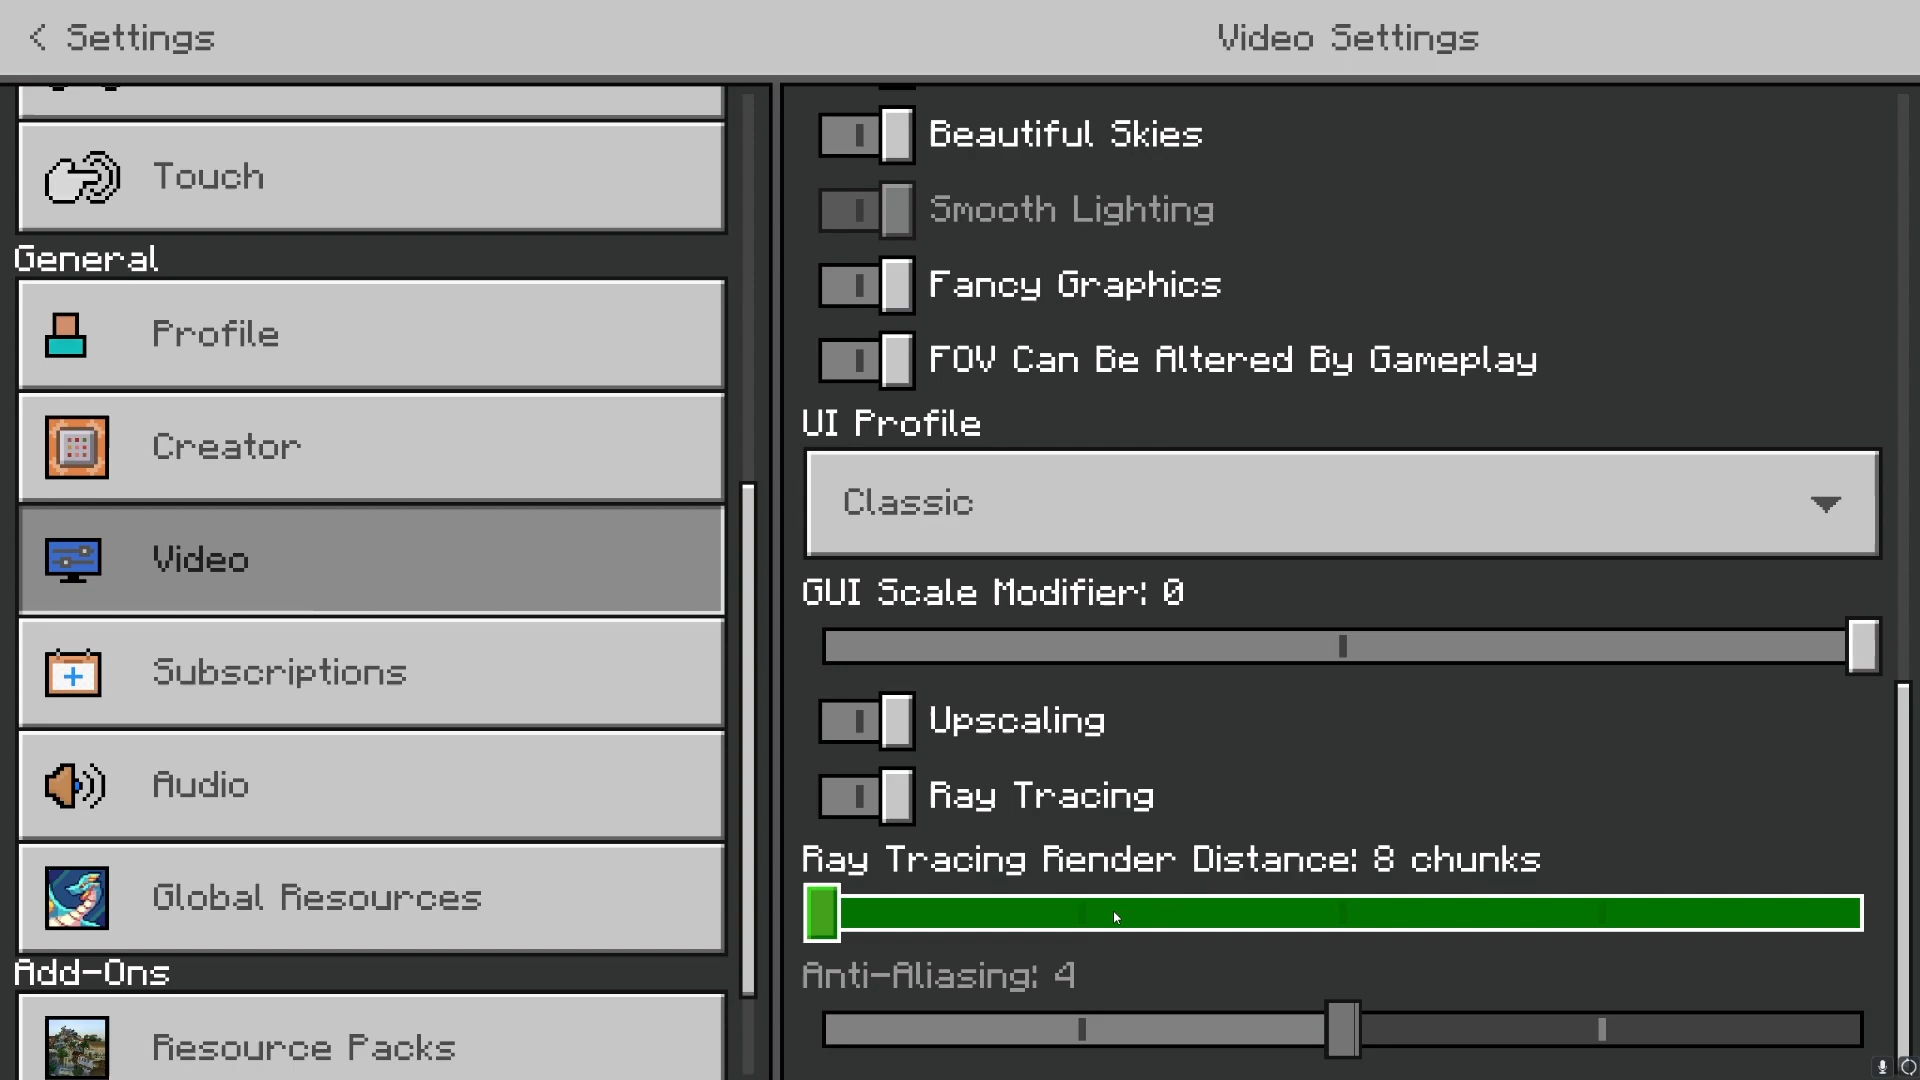 Settings
Video Settings
Touch
General
Profile
Creator
Video
Subscriptions
Audio
Global Resources
Add-Ons
Resource Packs
Beautiful Skies
Smooth Lighting
Fancy Graphics
FOV Can Be Altered By Gameplay
UI Profile
Classic
GUI Scale Modifier: 0
Upscaling
Ray Tracing
Ray Tracing Render Distance: 8 chunks
Anti-Aliasing: 4